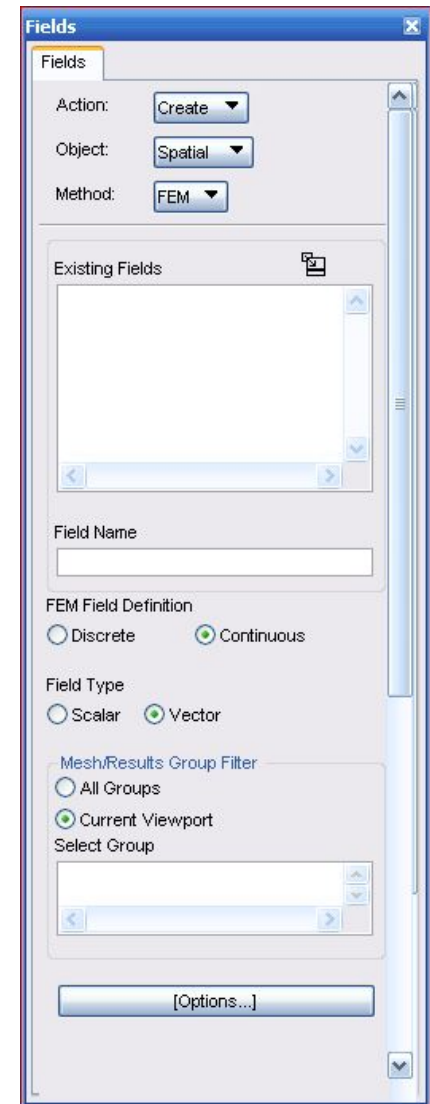 Fields
Fields
Action: Create
Object: Spatial
Method: FEM
Existing Fields
Field Name
FEM Field Definition
Discrete Continuous
Field Type
Scalar Vector
Mesh/Results Group Filter
All Groups
Current Viewport
Select Group
[Options...]